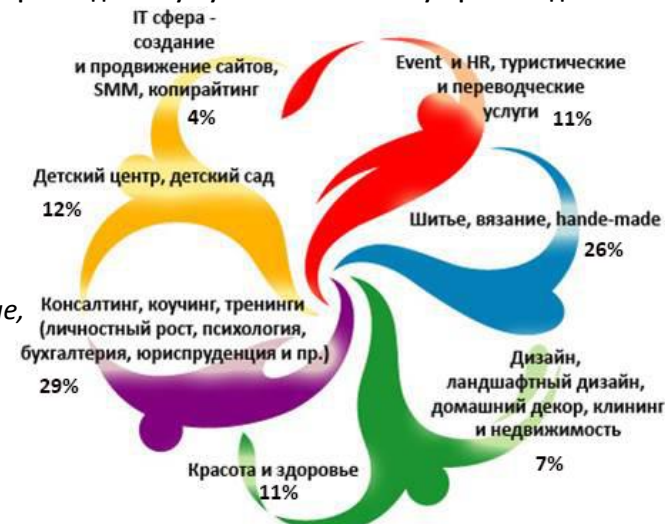 IT сфера -
создание
и продвижение сайтов,
SMM, копирайтинг
4%
Event и HR, туристические
и переводческие
услуги 11%
Детский центр, детский сад
12%
Шитье, вязание, hande-made
26%
Консалтинг, коучинг, тренинги
(личностный рост, психология,
бухгалтерия, юриспруденция и пр.)
29%
Дизайн,
ландшафтный дизайн,
домашний декор, клининг
и недвижимость
7%
Красота и здоровье
11%